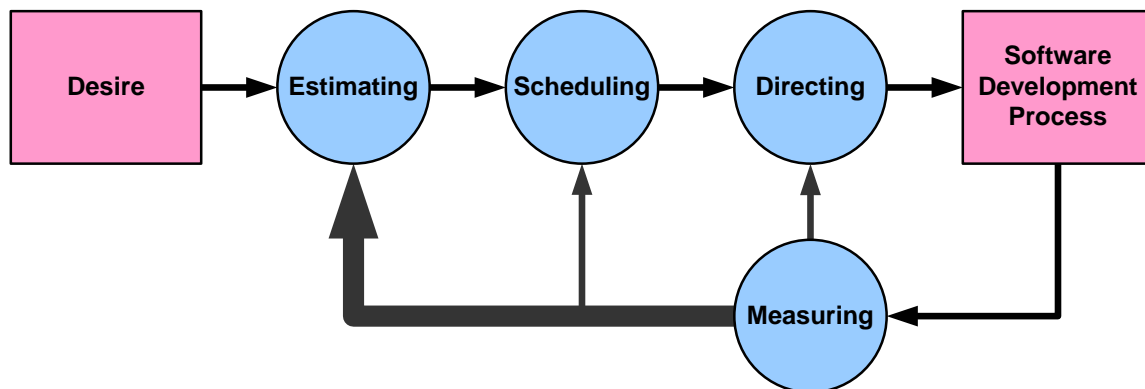 Desire
Estimating
Scheduling
Directing
Software
Development
Process
Measuring